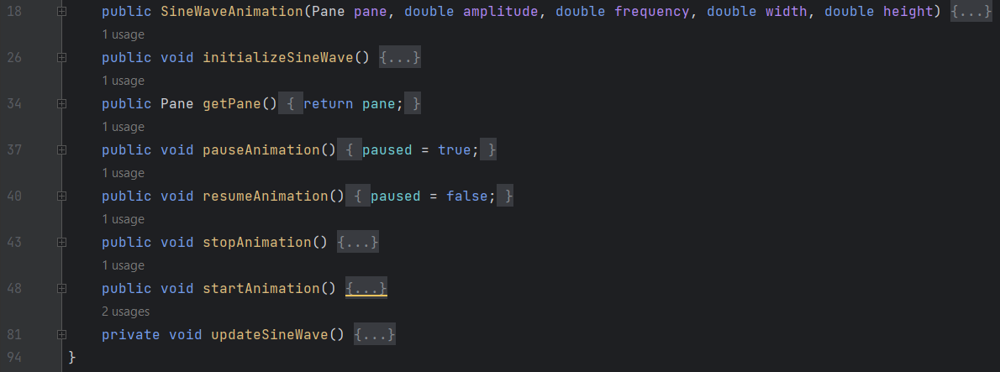 18 public SineWaveAnimation(Pane pane, double amplitude, double frequency, double width, double height) {...}
1 usage
26 public void initializeSineWave() {...}
1 usage
34 public Pane getPane() { return pane; }
1 usage
37 public void pauseAnimation() { paused = true; }
1 usage
40 public void resumeAnimation() { paused = false; }
1 usage
43 public void stopAnimation() {...}
1 usage
48 public void startAnimation() {...}
2 usages
81 private void updateSineWave() {...}
94 }